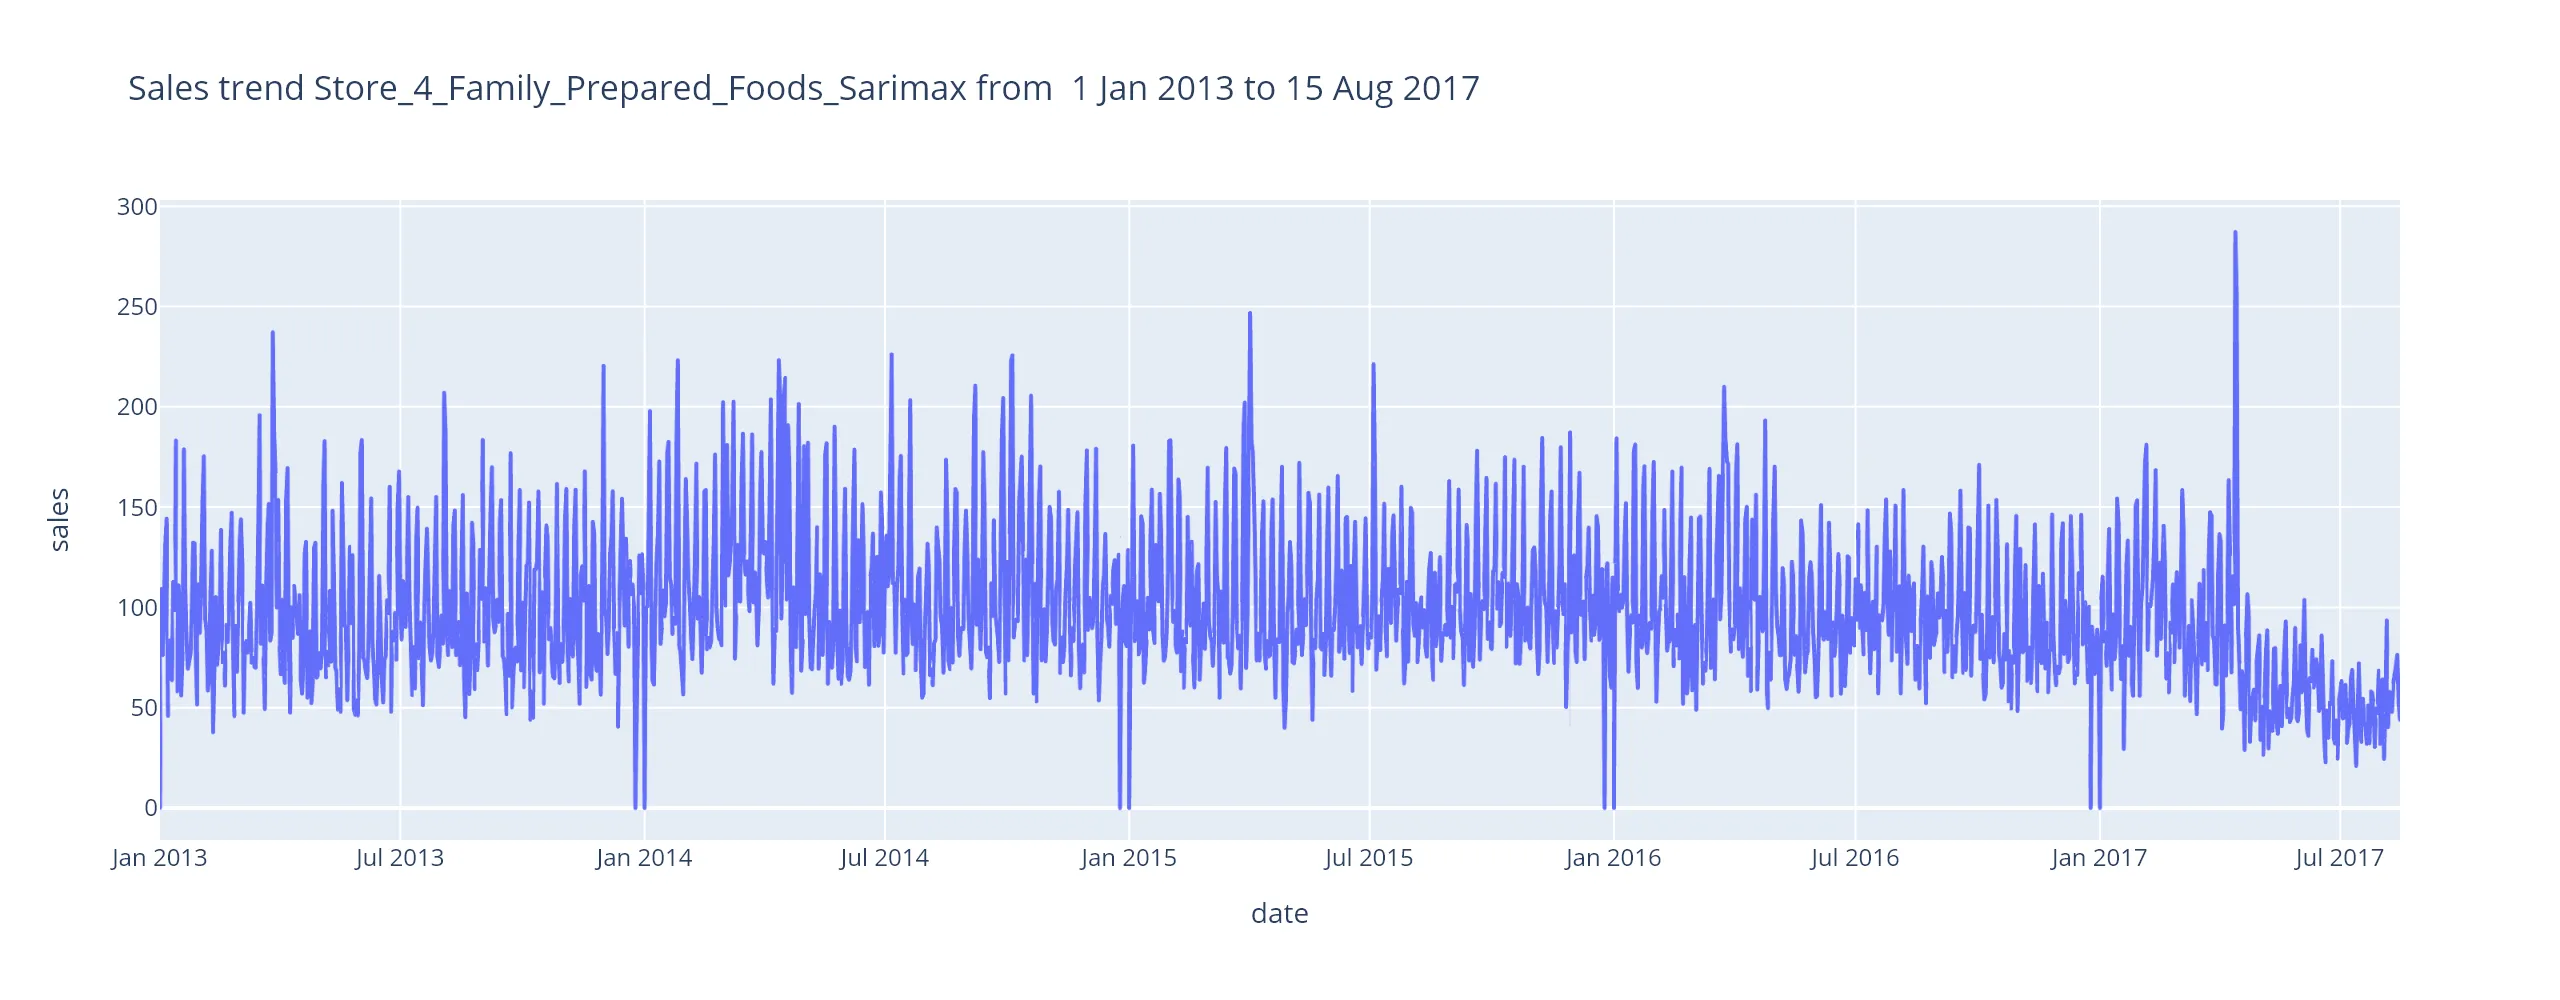 Sales trend Store_4_Family_Prepared_Foods_Sarimax from  1 Jan 2013 to 15 Aug 2017
300
250
200
150
100
50
0
sales
Jan 2013 Jul 2013 Jan 2014 Jul 2014 Jan 2015 Jul 2015 Jan 2016 Jul 2016 Jan 2017 Jul 2017
date